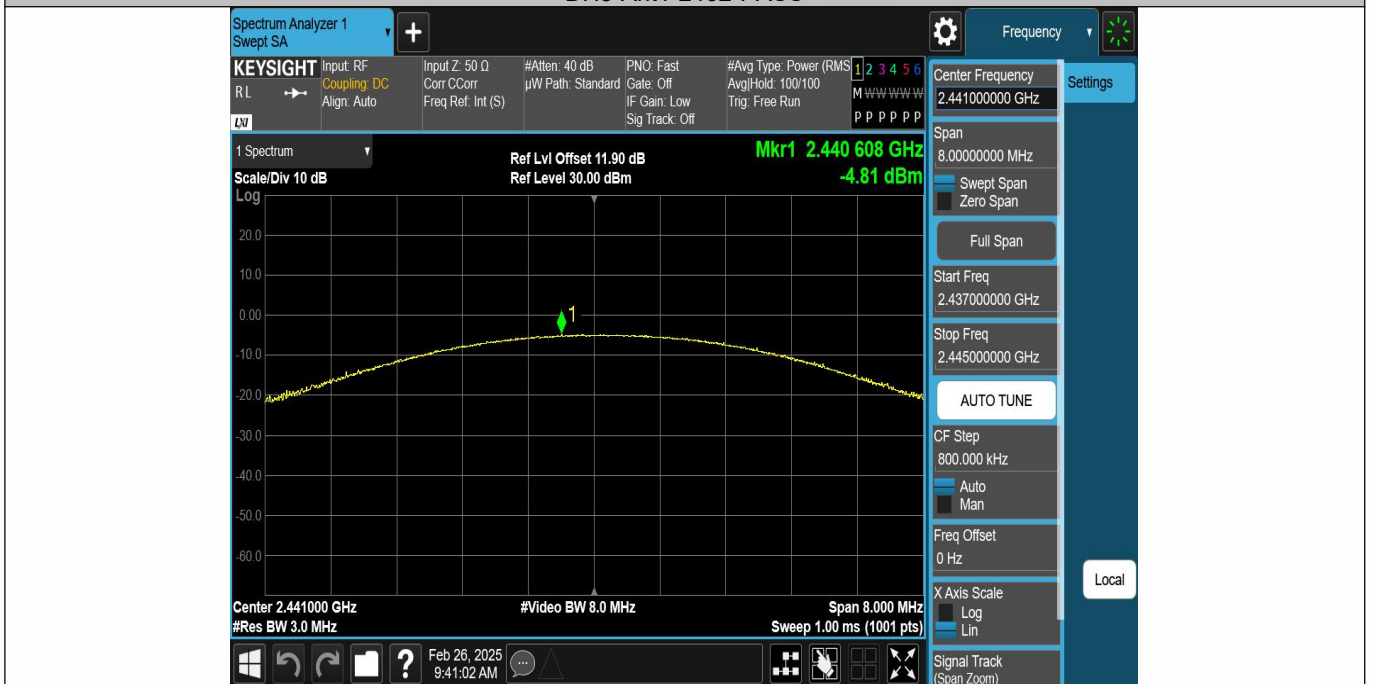 Spectrum Analyzer 1
Swept SA
Frequency
KEYSIGHT
RL
LXI
Input: RF
Coupling: DC
Align: Auto
Input Z: 50 Ω
Corr CCorr
Freq Ref: Int (S)
#Atten: 40 dB
µW Path: Standard
PNO: Fast
Gate: Off
IF Gain: Low
Sig Track: Off
#Avg Type: Power (RMS
Avg|Hold: 100/100
Trig: Free Run
1 2 3 4 5 6
M W W W W W
P P P P P P
1 Spectrum
Scale/Div 10 dB
Log
Ref Lvl Offset 11.90 dB
Ref Level 30.00 dBm
Mkr1 2.440 608 GHz
-4.81 dBm
20.0
10.0
0.00
-10.0
-20.0
-30.0
-40.0
-50.0
-60.0
1
Center 2.441000 GHz
#Res BW 3.0 MHz
#Video BW 8.0 MHz
Span 8.000 MHz
Sweep 1.00 ms (1001 pts)
Center Frequency
2.441000000 GHz
Settings
Span
8.00000000 MHz
Swept Span
Zero Span
Full Span
Start Freq
2.437000000 GHz
Stop Freq
2.445000000 GHz
AUTO TUNE
CF Step
800.000 kHz
Auto
Man
Freq Offset
0 Hz
X Axis Scale
Log
Lin
Local
Signal Track
(Span Zoom)
?
Feb 26, 2025
9:41:02 AM